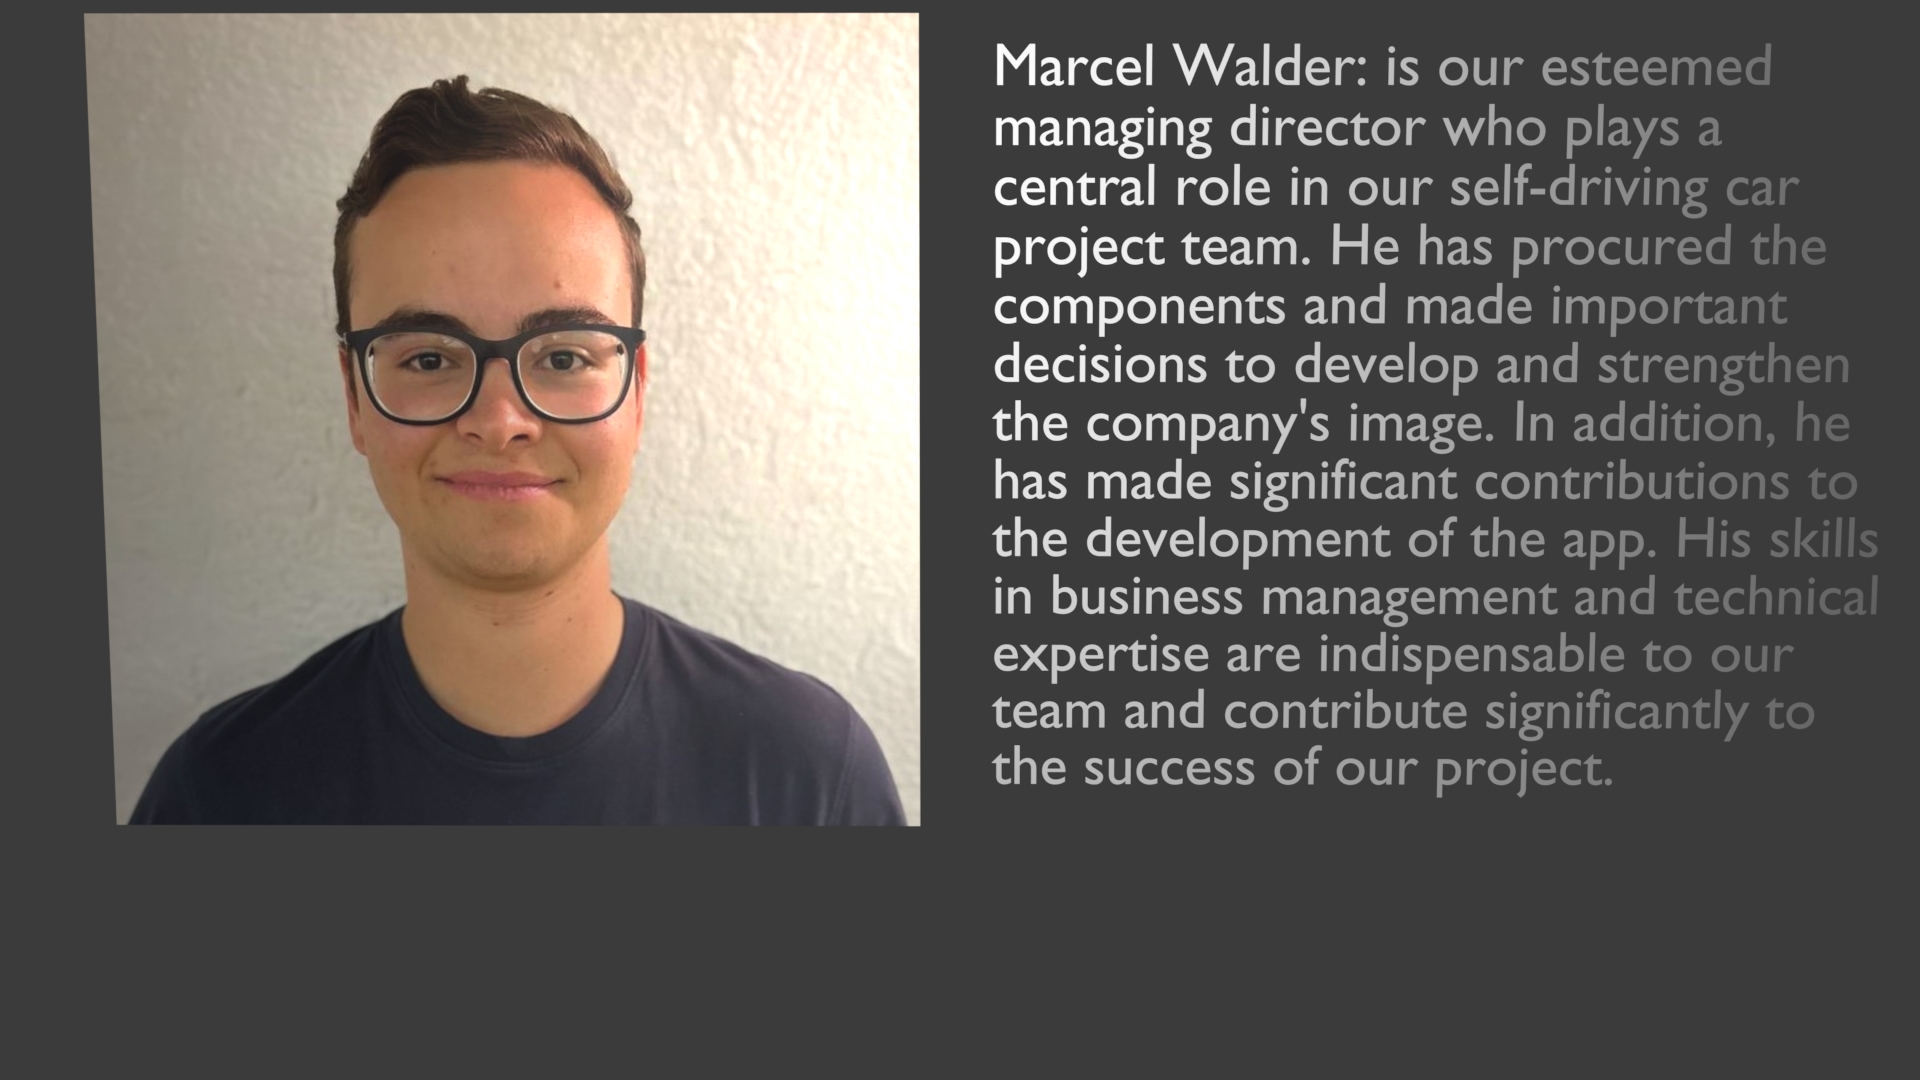 Marcel Walder: is our esteemed
managing director who plays a
central role in our self-driving car
project team. He has procured the
components and made important
decisions to develop and strengthen
the company's image. In addition, he
has made significant contributions to
the development of the app. His skills
in business management and technical
expertise are indispensable to our
team and contribute significantly to
the success of our project.